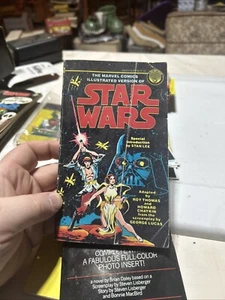 THE MARVEL COMICS
ILLUSTRATED VERSION OF
STAR
WARS
Special
Introduction
by STAN LEE
Adapted
by
ROY THOMAS
and
HOWARD
CHAYKIN
from the
screenplay by
GEORGE LUCAS
A FABULOUS FULL-COLOR
PHOTO INSERT!
a novel by Brian Daley based on a
Screenplay by Steven Lisberger
Story by Steven Lisberger
and Bonnie MacBird